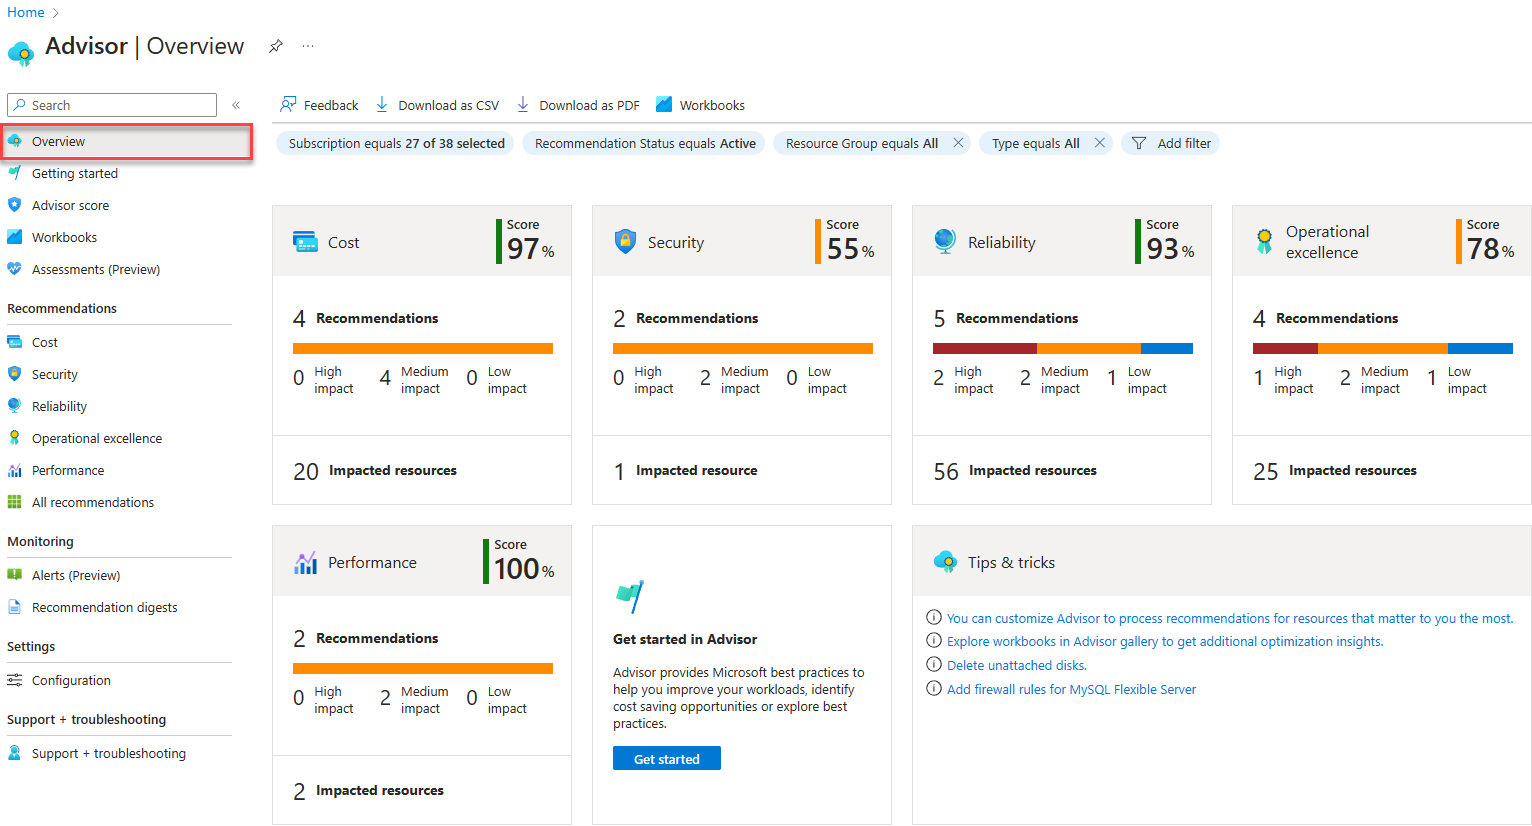 Home
Advisor | Overview
Search
Overview
Getting started
Advisor score
Workbooks
Assessments (Preview)
Recommendations
Cost
Security
Reliability
Operational excellence
Performance
All recommendations
Monitoring
Alerts (Preview)
Recommendation digests
Settings
Configuration
Support + troubleshooting
Support + troubleshooting
Feedback
Download as CSV
Download as PDF
Workbooks
Subscription equals 27 of 38 selected
Recommendation Status equals Active
Resource Group equals All
Type equals All
Add filter
Cost
Score
97 %
4 Recommendations
0 High impact
4 Medium impact
0 Low impact
20 Impacted resources
Security
Score
55 %
2 Recommendations
0 High impact
2 Medium impact
0 Low impact
1 Impacted resource
Reliability
Score
93 %
5 Recommendations
2 High impact
2 Medium impact
1 Low impact
56 Impacted resources
Operational
excellence
Score
78 %
4 Recommendations
1 High impact
2 Medium impact
1 Low impact
25 Impacted resources
Performance
Score
100 %
2 Recommendations
0 High impact
2 Medium impact
0 Low impact
2 Impacted resources
Get started in Advisor
Advisor provides Microsoft best practices to
help you improve your workloads, identify
cost saving opportunities or explore best
practices.
Get started
Tips & tricks
You can customize Advisor to process recommendations for resources that matter to you the most.
Explore workbooks in Advisor gallery to get additional optimization insights.
Delete unattached disks.
Add firewall rules for MySQL Flexible Server